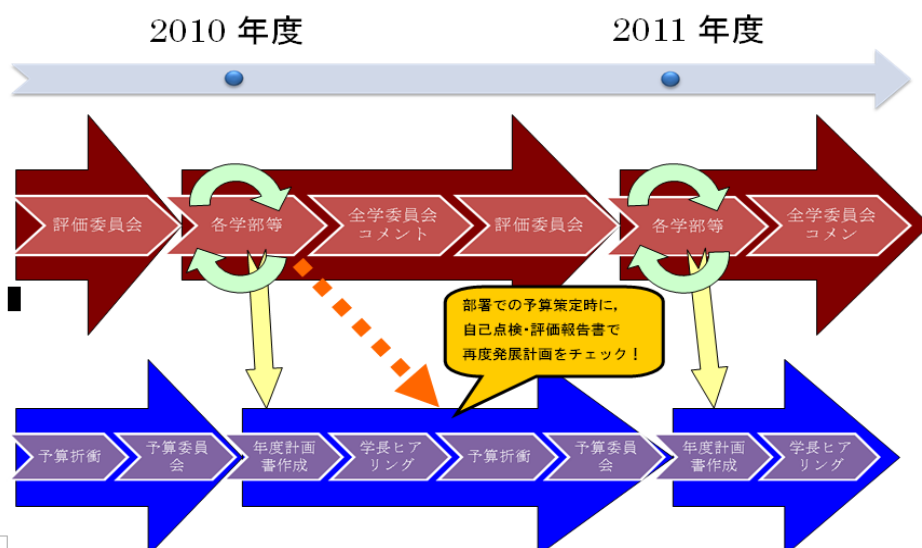 2010 年度
2011 年度
評価委員会
各学部等
全学委員会
コメント
評価委員会
各学部等
全学委員会
コメン
部署での予算策定時に，
自己点検・評価報告書で
再度発展計画をチェック！
予算折衝
予算委員
会
年度計画
書作成
学長ヒア
リング
予算折衝
予算委員
会
年度計画
書作成
学長ヒア
リング